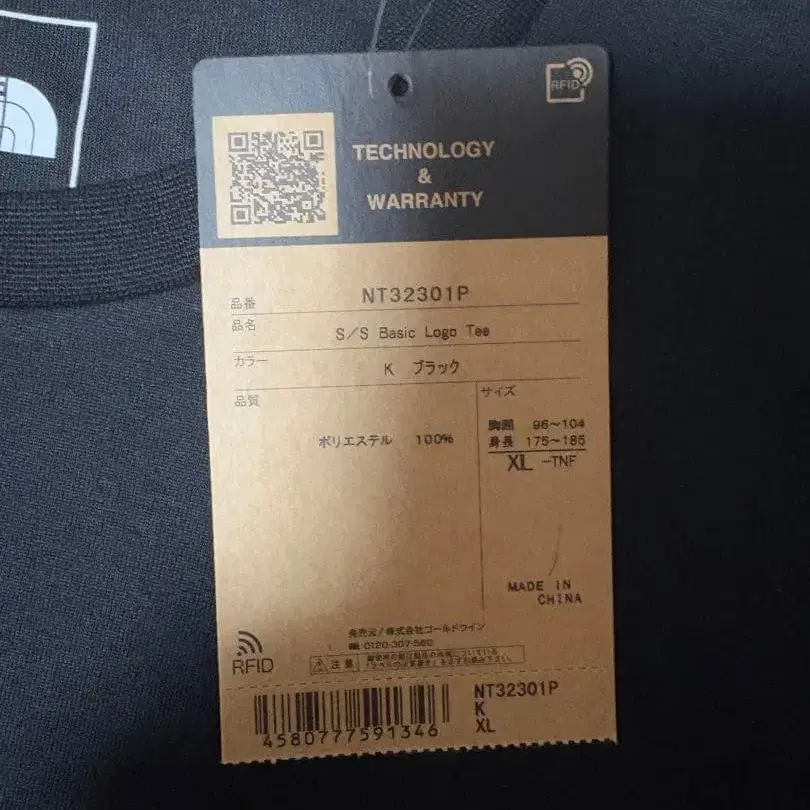 RFID
TECHNOLOGY
&
WARRANTY
品番 NT32301P
品名 S/S Basic Logo Tee
カラー K ブラック
品質
ポリエステル 100%
サイズ
胸囲 96~104
身長 175~185
XL -TNF
MADE IN
CHINA
発売元/株式会社ゴールドウイン
0120-307-560
RFID
注意
NT32301P
K
XL
4580777591346